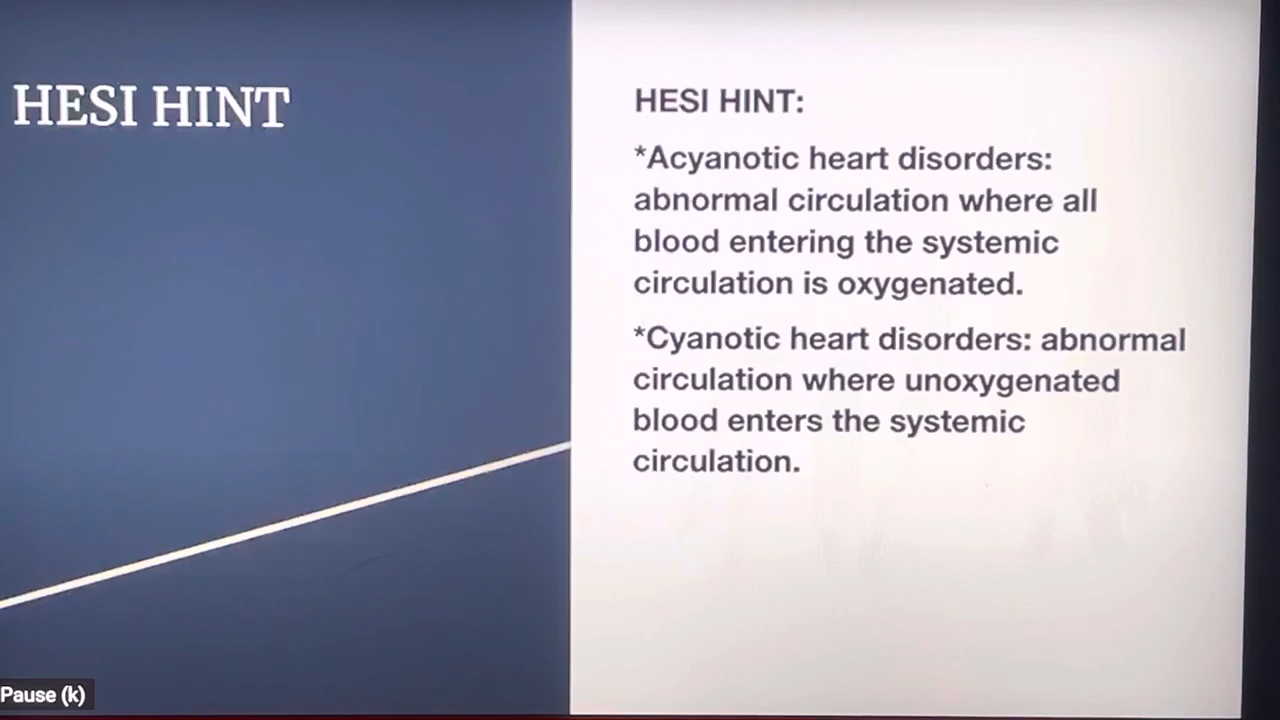 HESI HINT
HESI HINT:
*Acyanotic heart disorders:
abnormal circulation where all
blood entering the systemic
circulation is oxygenated.
*Cyanotic heart disorders: abnormal
circulation where unoxygenated
blood enters the systemic
circulation.
Pause (k)